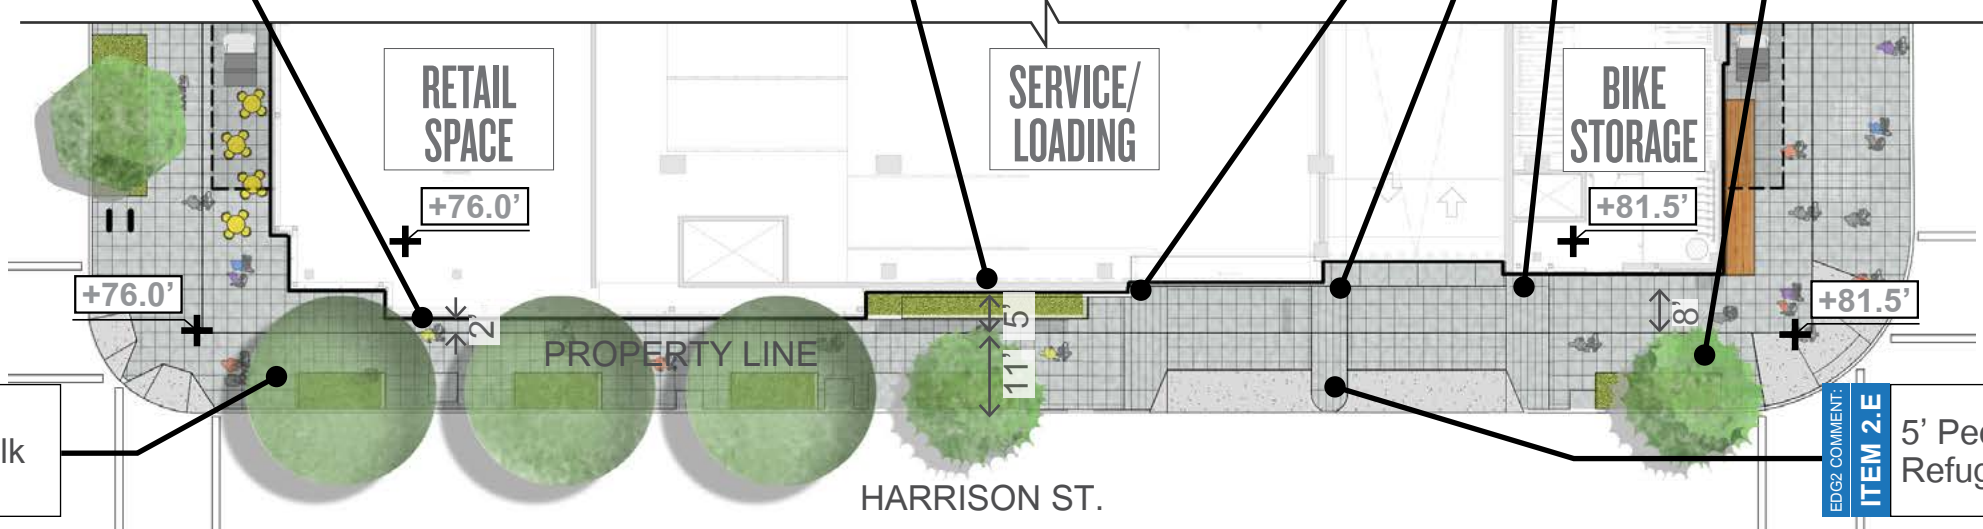 RETAIL
SPACE
+76.0'
SERVICE/
LOADING
BIKE
STORAGE
+81.5'
+76.0'
+81.5'
2'
5'
8'
PROPERTY LINE
11'
HARRISON ST.
lk
EDG2 COMMENT:
ITEM 2.E
5' Pe
Refug